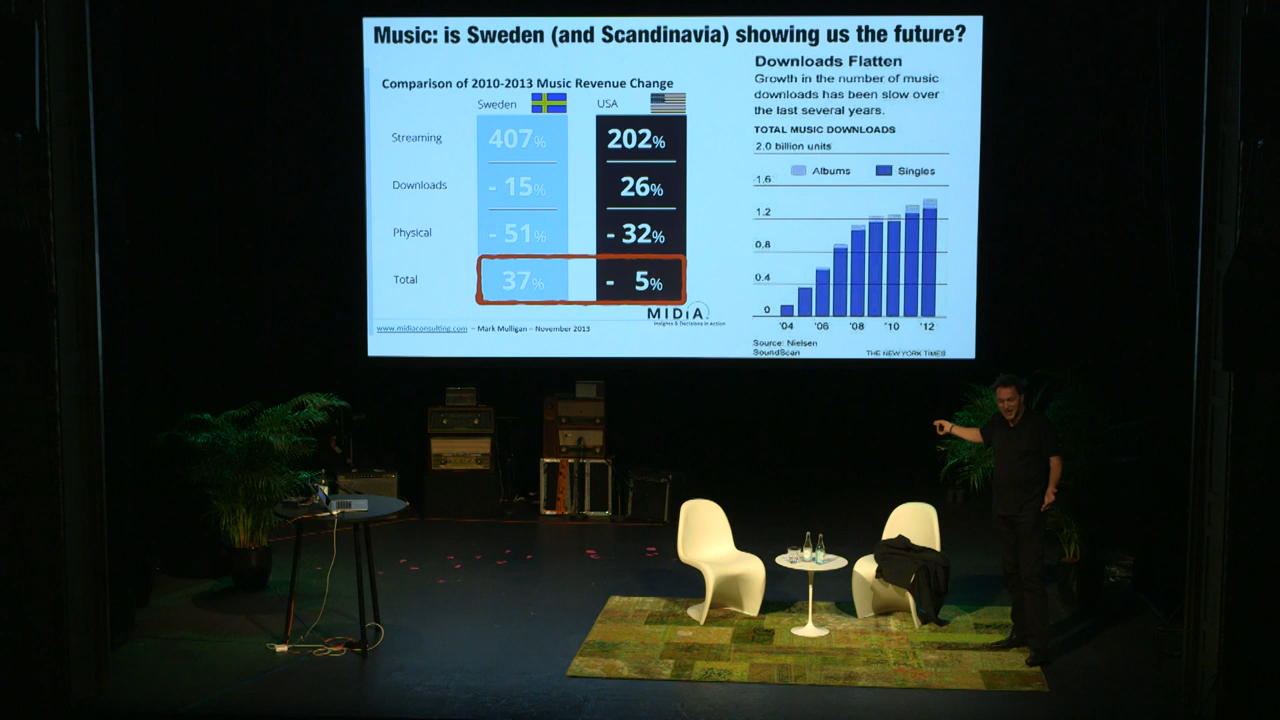 Music: is Sweden (and Scandinavia) showing us the future?
Comparison of 2010-2013 Music Revenue Change
Sweden USA
Streaming 407% 202%
Downloads - 15% 26%
Physical - 51% - 32%
Total 37% - 5%
MIDiA
Insights & Decisions in Action
www.midiaconsulting.com – Mark Mulligan – November 2013
Downloads Flatten
Growth in the number of music
downloads has been slow over
the last several years.
TOTAL MUSIC DOWNLOADS
2.0 billion units
Albums Singles
1.6
1.2
0.8
0.4
0
'04 '06 '08 '10 '12
Source: Nielsen
SoundScan
THE NEW YORK TIMES